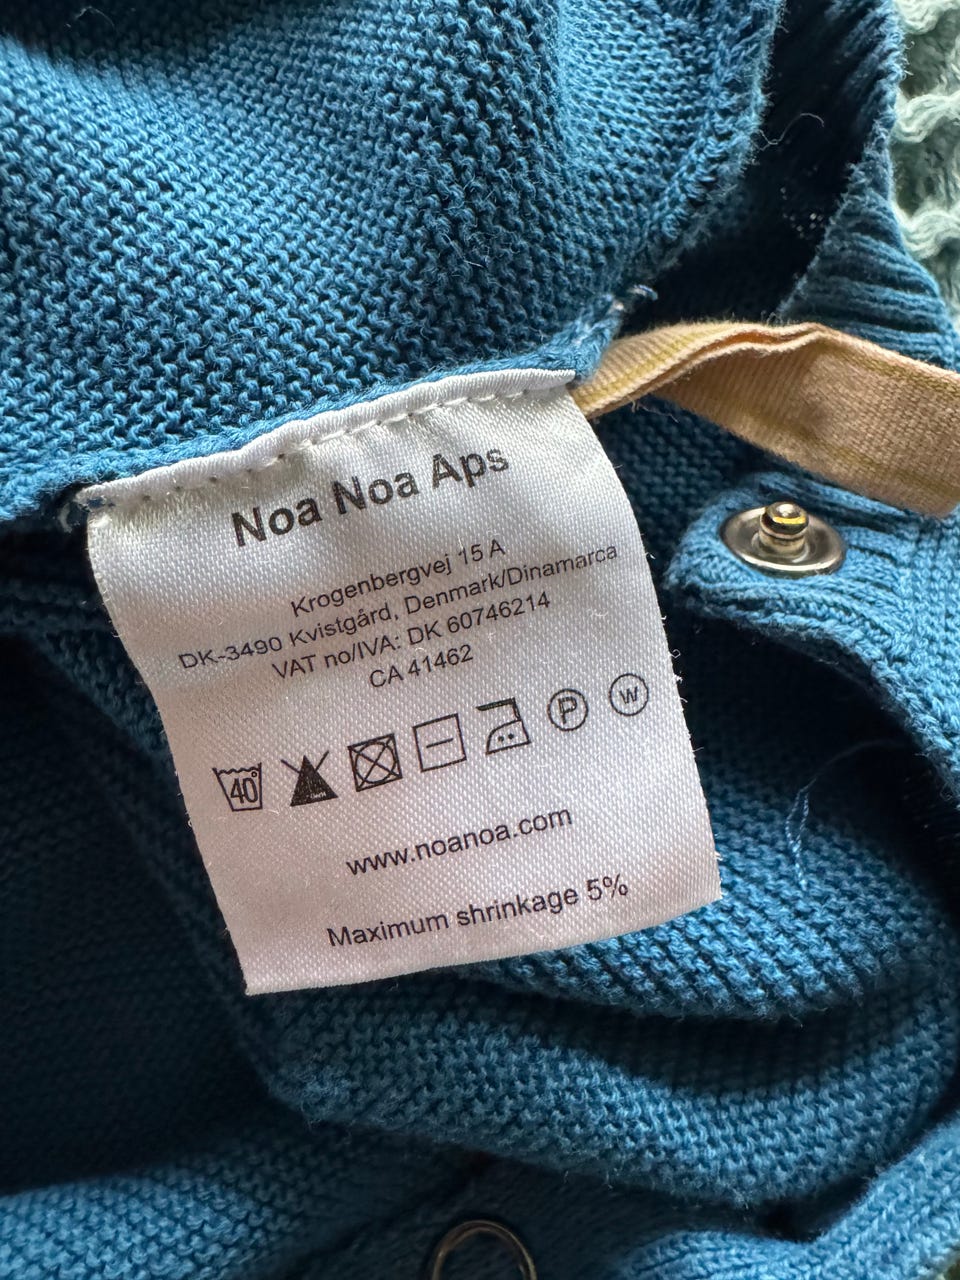 Noa Noa Aps
Krogenbergvej 15 A
DK-3490 Kvistgård, Denmark/Dinamarca
VAT no/IVA: DK 60746214
CA 41462
40° P W
www.noanoa.com
Maximum shrinkage 5%